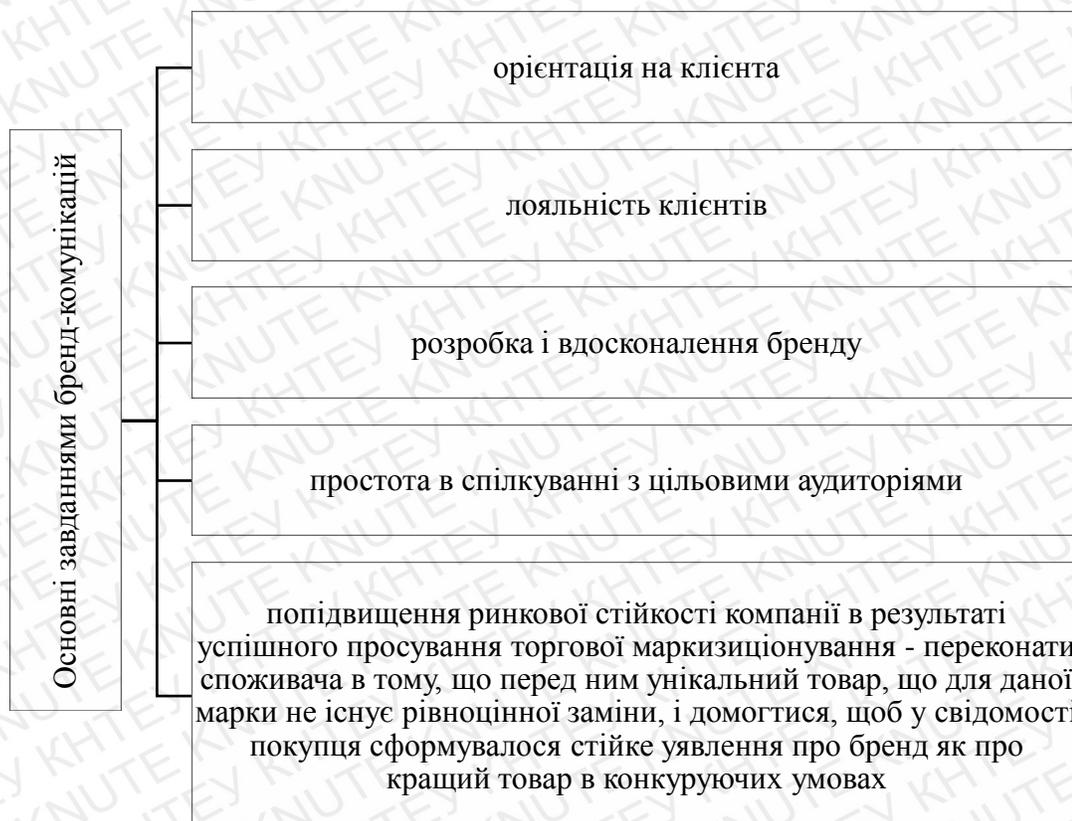 Основні завданнями бренд-комунікацій
орієнтація на клієнта
лояльність клієнтів
розробка і вдосконалення бренду
простота в спілкуванні з цільовими аудиторіями
попідвищення ринкової стійкості компанії в результаті
успішного просування торгової маркизиціонування - переконати
споживача в тому, що перед ним унікальний товар, що для даної
марки не існує рівноцінної заміни, і домогтися, щоб у свідомості
покупця сформувалося стійке уявлення про бренд як про
кращий товар в конкуруючих умовах